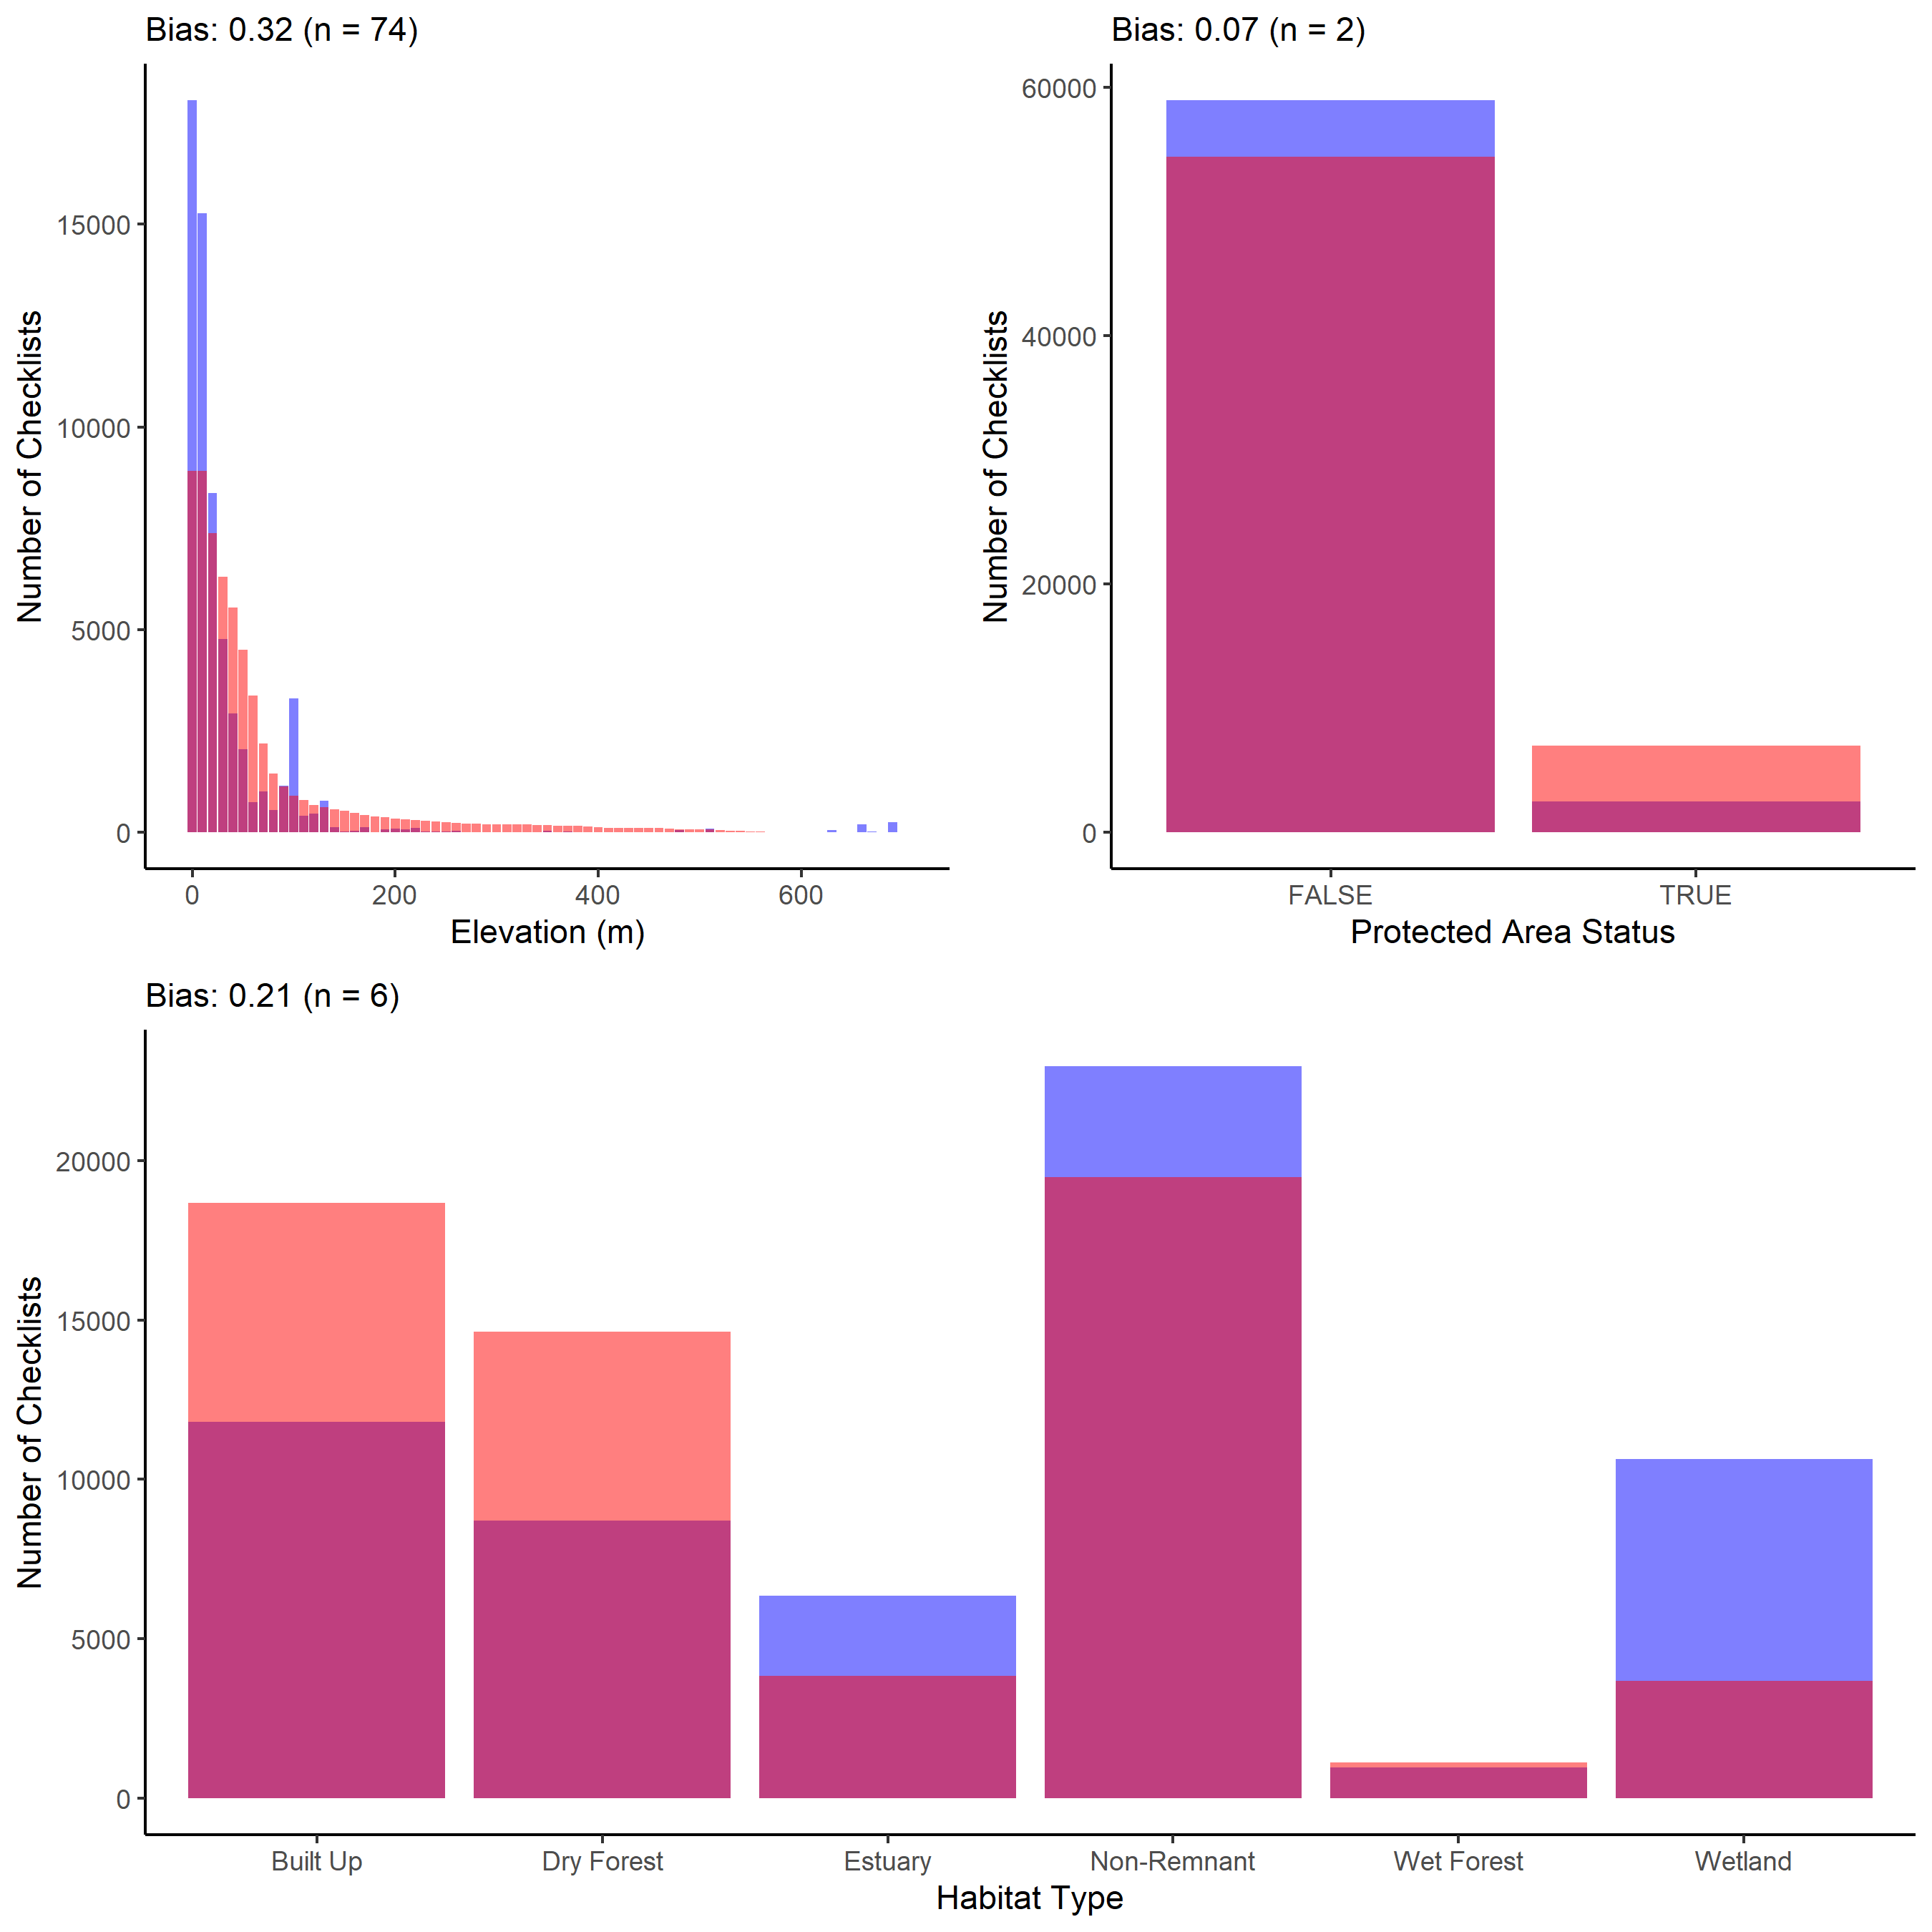 Bias: 0.32 (n = 74)
Number of Checklists
15000
10000
5000
0
0 200 400 600
Elevation (m)
Bias: 0.07 (n = 2)
Number of Checklists
60000
40000
20000
0
FALSE TRUE
Protected Area Status
Bias: 0.21 (n = 6)
Number of Checklists
20000
15000
10000
5000
0
Built Up Dry Forest Estuary Non-Remnant Wet Forest Wetland
Habitat Type